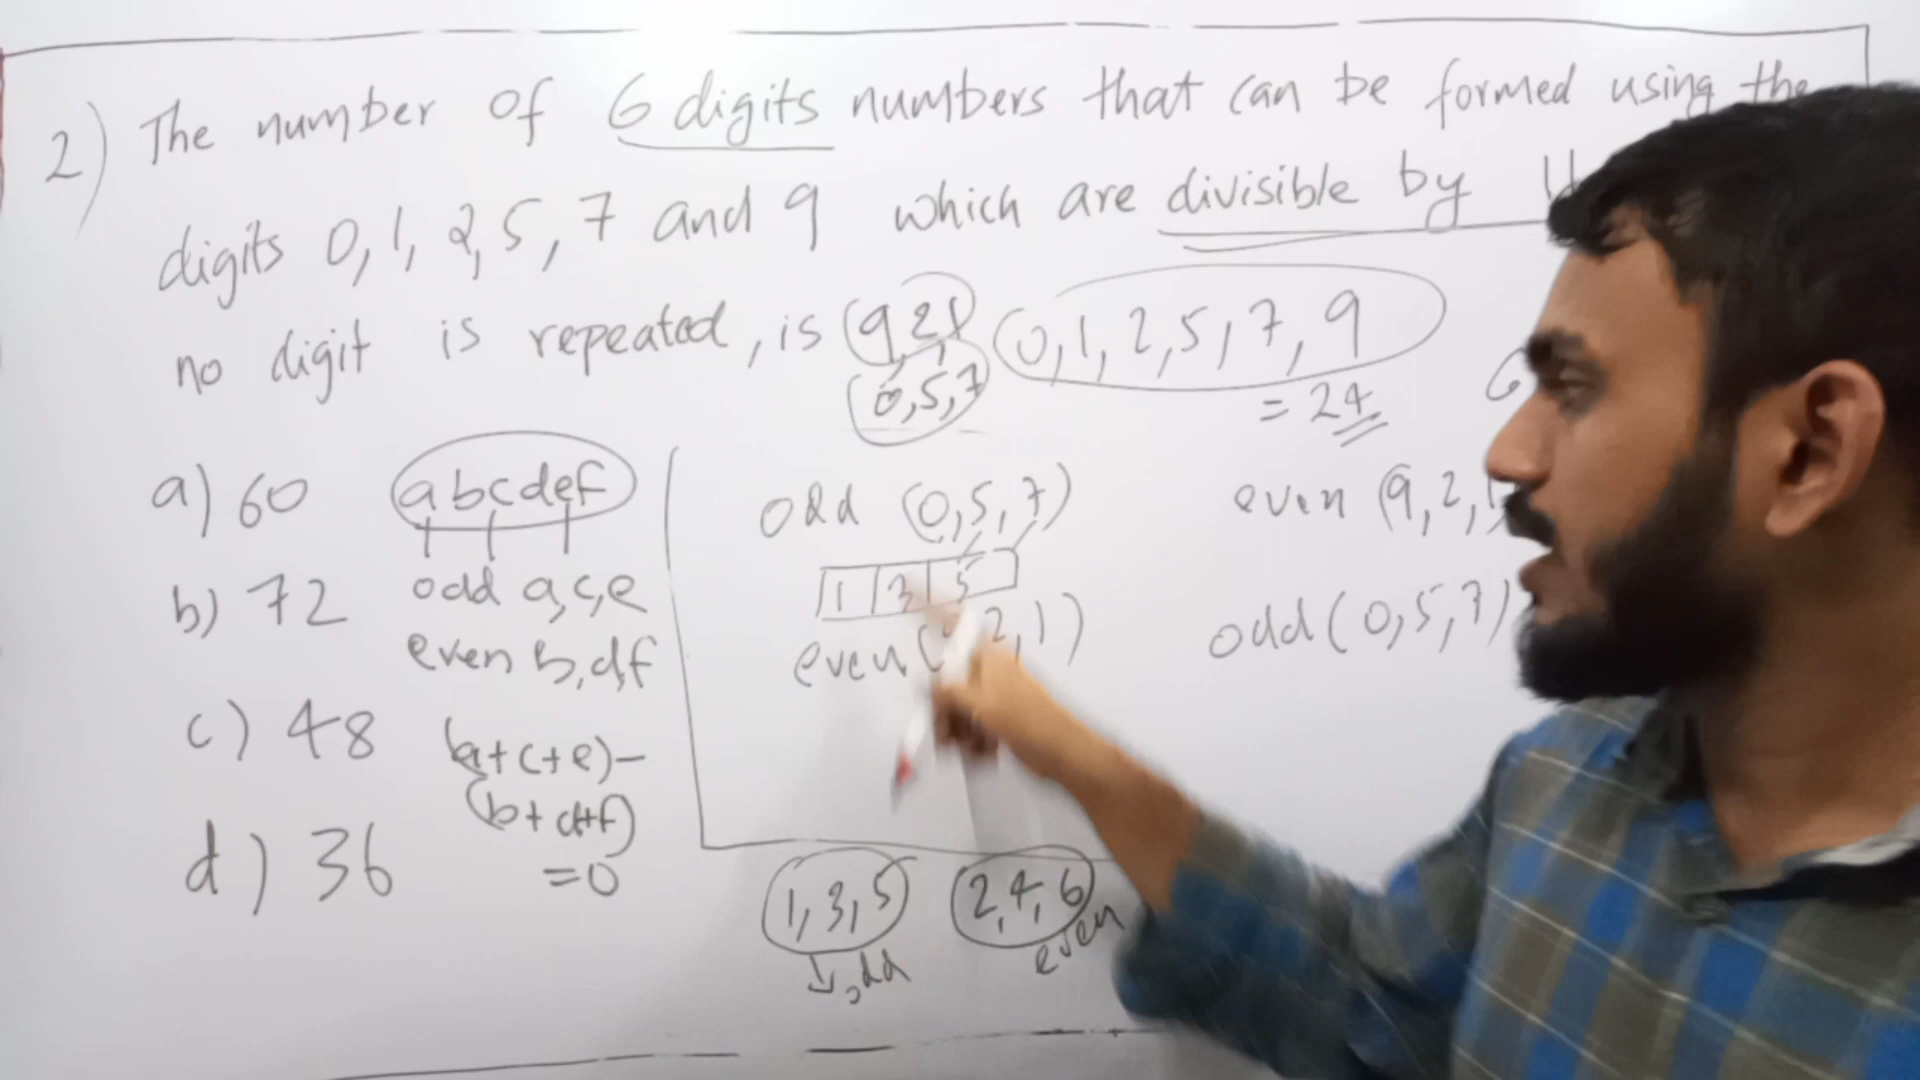 2) The number of 6 digits numbers that can be formed using the
digits 0, 1, 2, 5, 7 and 9 which are divisible by
no digit is repeated, is (9, 2, 1 (0, 1, 2, 5, 7, 9
(0, 5, 7 = 24
a) 60 abcdef
odd a, c, e
b) 72 even b, d, f
c) 48 (a+c+e)-
(b+d+f)
d) 36 =0
odd (0, 5, 7)
1 3 5
even ( 2, 1)
even (9, 2,
odd (0, 5, 7)
1, 3, 5 2, 4, 6
odd even